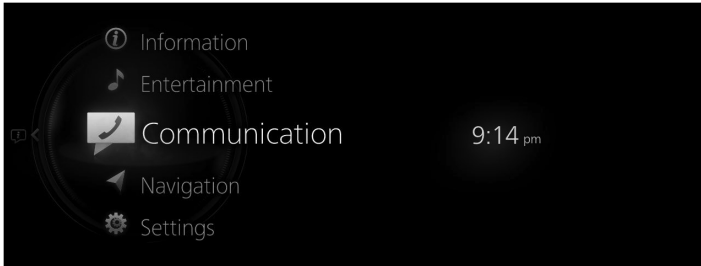 Information
Entertainment
Communication
9:14 pm
Navigation
Settings